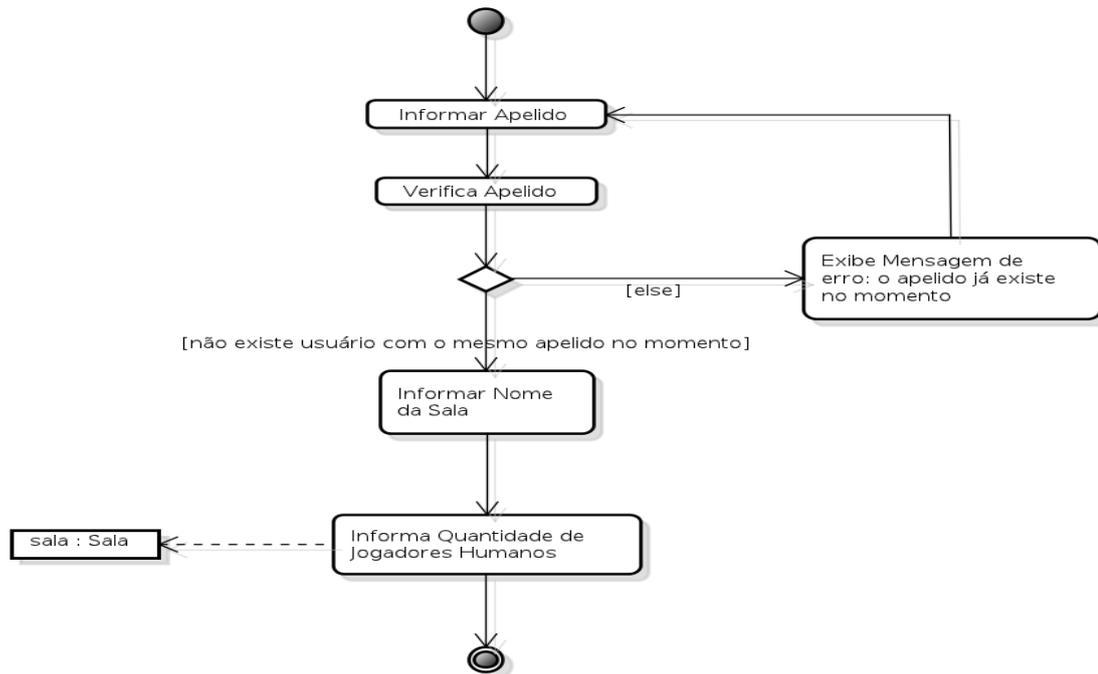 Informar Apelido
Verifica Apelido
Exibe Mensagem de
erro: o apelido já existe
no momento
[else]
[não existe usuário com o mesmo apelido no momento]
Informar Nome
da Sala
sala : Sala
Informa Quantidade de
Jogadores Humanos